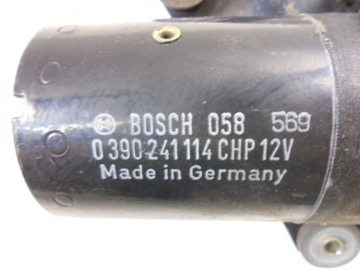 BOSCH 058 569
0 390 241 114 CHP 12V
Made in Germany